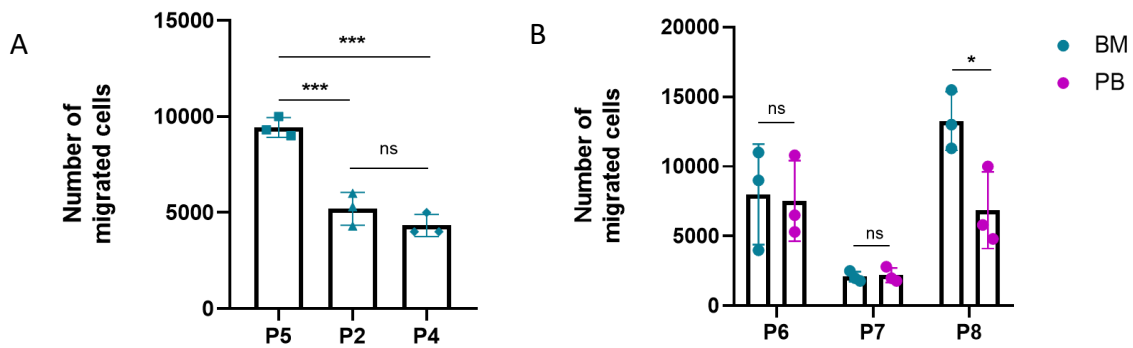 A
Number of
migrated cells
15000
10000
5000
0
***
***
ns
P5 P2 P4
B
Number of
migrated cells
20000
15000
10000
5000
0
ns
ns
*
P6 P7 P8
BM
PB